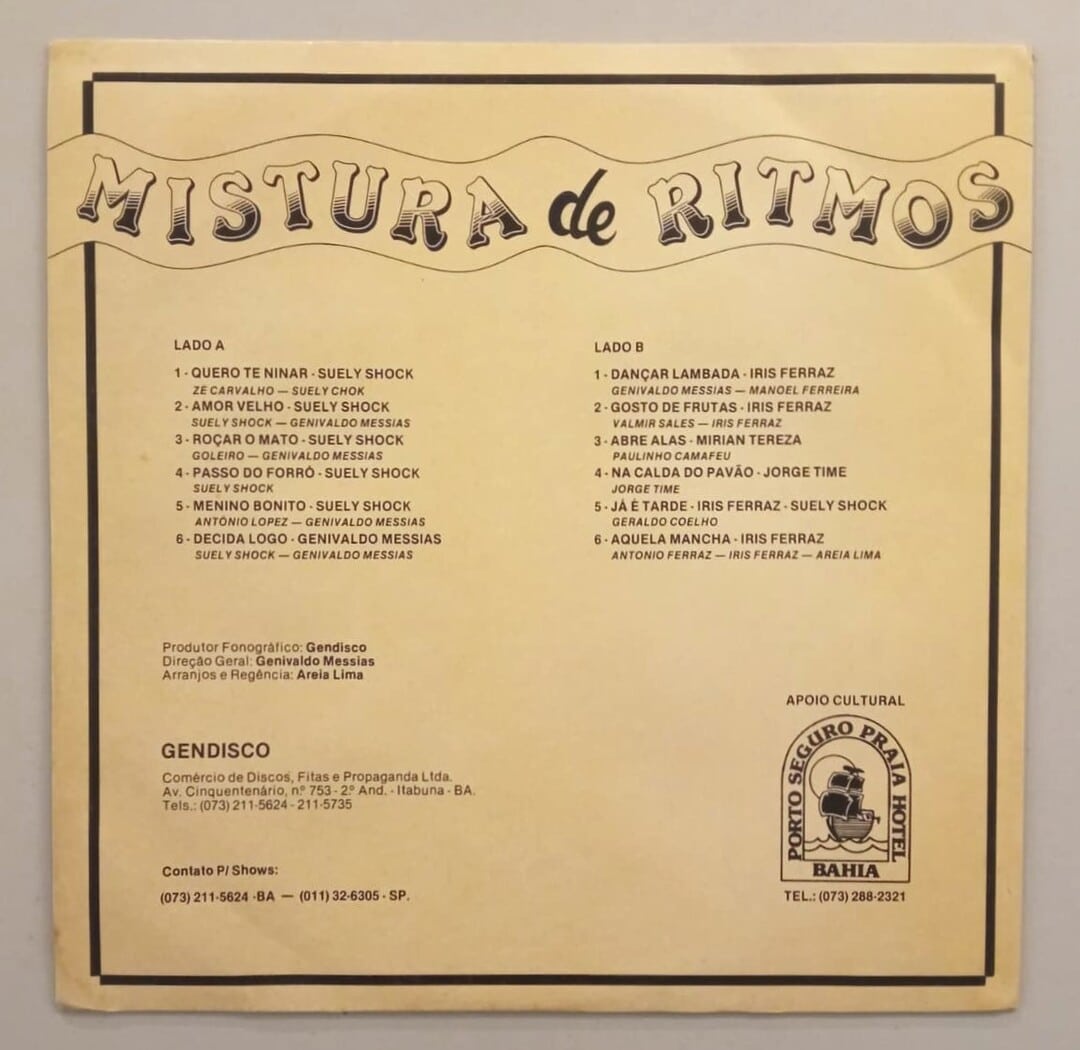 MISTURA de RITMOS
LADO A
1 - QUERO TE NINAR - SUELY SHOCK
ZÉ CARVALHO — SUELY CHOK
2 - AMOR VELHO - SUELY SHOCK
SUELY SHOCK — GENIVALDO MESSIAS
3 - ROÇAR O MATO - SUELY SHOCK
GOLEIRO — GENIVALDO MESSIAS
4 - PASSO DO FORRÓ - SUELY SHOCK
SUELY SHOCK
5 - MENINO BONITO - SUELY SHOCK
ANTÔNIO LOPEZ — GENIVALDO MESSIAS
6 - DECIDA LOGO - GENIVALDO MESSIAS
SUELY SHOCK — GENIVALDO MESSIAS
LADO B
1 - DANÇAR LAMBADA - IRIS FERRAZ
GENIVALDO MESSIAS — MANOEL FERREIRA
2 - GOSTO DE FRUTAS - IRIS FERRAZ
VALMIR SALES — IRIS FERRAZ
3 - ABRE ALAS - MIRIAN TEREZA
PAULINHO CAMAFEU
4 - NA CALDA DO PAVÃO - JORGE TIME
JORGE TIME
5 - JÁ É TARDE - IRIS FERRAZ - SUELY SHOCK
GERALDO COELHO
6 - AQUELA MANCHA - IRIS FERRAZ
ANTONIO FERRAZ — IRIS FERRAZ — AREIA LIMA
Produtor Fonográfico: Gendisco
Direção Geral: Genivaldo Messias
Arranjos e Regência: Areia Lima
GENDISCO
Comércio de Discos, Fitas e Propaganda Ltda.
Av. Cinquentenário, n.º 753 - 2.º And. - Itabuna - BA.
Tels.: (073) 211-5624 - 211-5735
Contato P/ Shows:
(073) 211-5624 -BA — (011) 32-6305 - SP.
APOIO CULTURAL
PORTO SEGURO PRAIA HOTEL
BAHIA
TEL.: (073) 288-2321